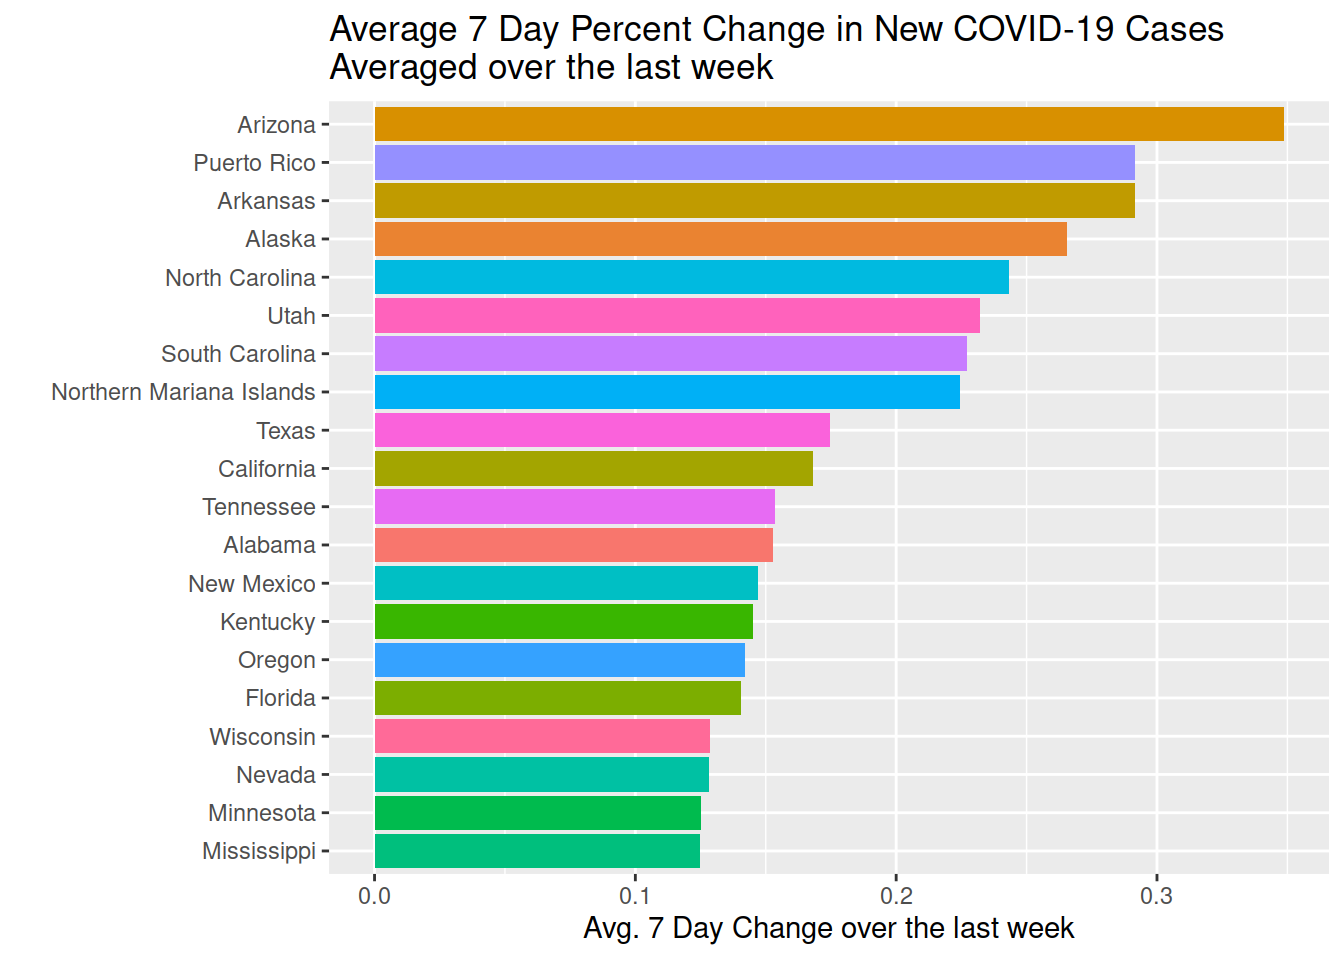 Average 7 Day Percent Change in New COVID-19 Cases
Averaged over the last week
Arizona
Puerto Rico
Arkansas
Alaska
North Carolina
Utah
South Carolina
Northern Mariana Islands
Texas
California
Tennessee
Alabama
New Mexico
Kentucky
Oregon
Florida
Wisconsin
Nevada
Minnesota
Mississippi
0.0 0.1 0.2 0.3
Avg. 7 Day Change over the last week